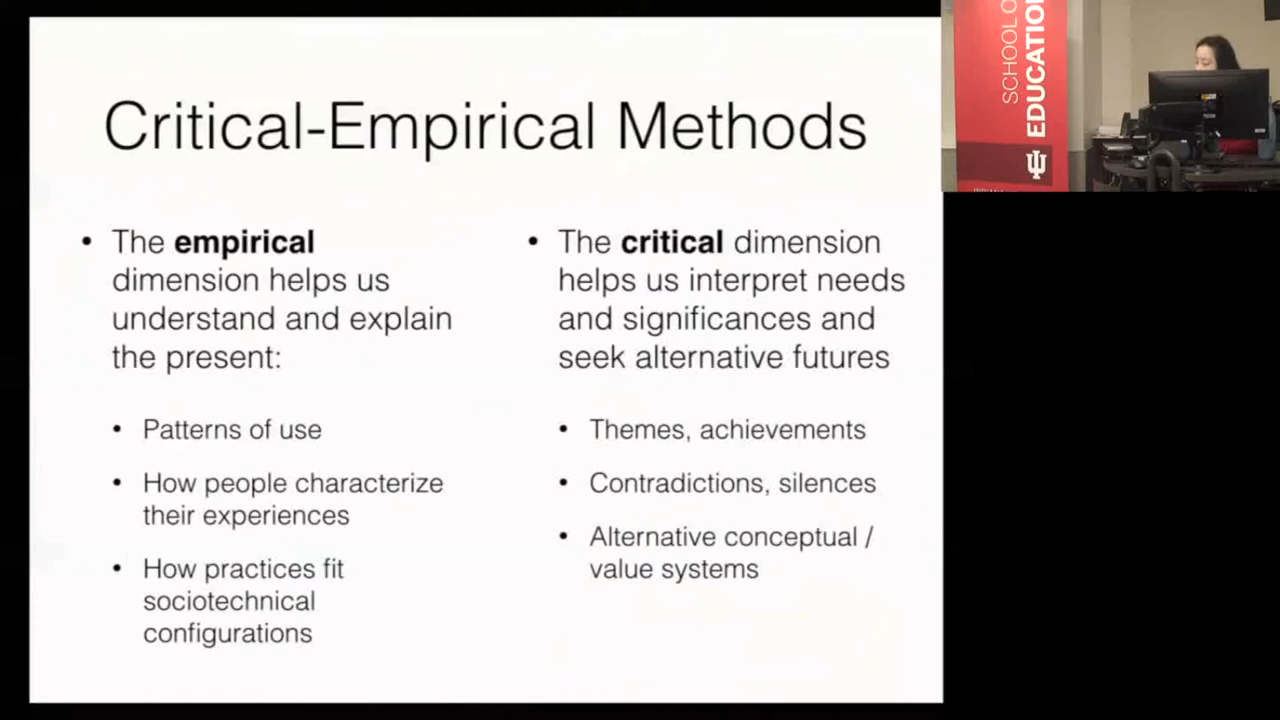 Critical-Empirical Methods
• The empirical
dimension helps us
understand and explain
the present:
• Patterns of use
• How people characterize
their experiences
• How practices fit
sociotechnical
configurations
• The critical dimension
helps us interpret needs
and significances and
seek alternative futures
• Themes, achievements
• Contradictions, silences
• Alternative conceptual /
value systems
SCHOOL O
EDUCATION